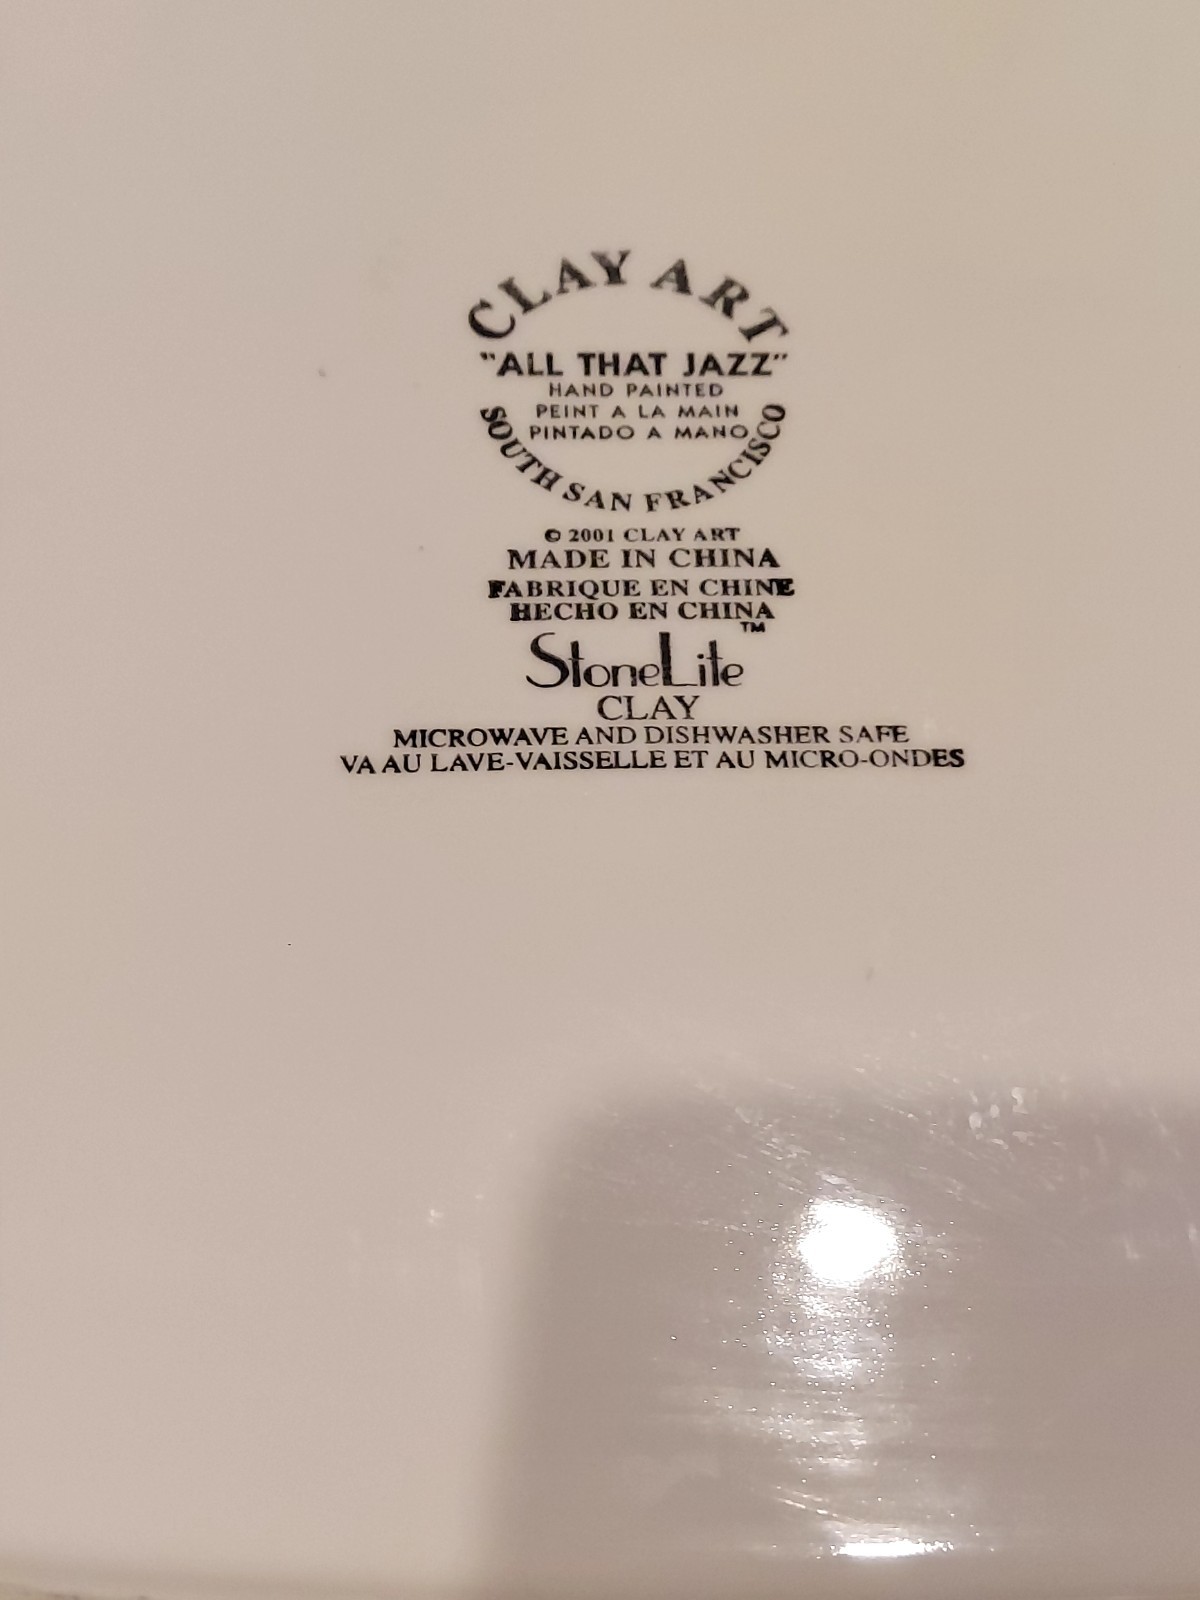 CLAY ART
"ALL THAT JAZZ"
HAND PAINTED
PEINT A LA MAIN
PINTADO A MANO
SOUTH SAN FRANCISCO
© 2001 CLAY ART
MADE IN CHINA
FABRIQUE EN CHINE
HECHO EN CHINA
StoneLite™
CLAY
MICROWAVE AND DISHWASHER SAFE
VA AU LAVE-VAISSELLE ET AU MICRO-ONDES